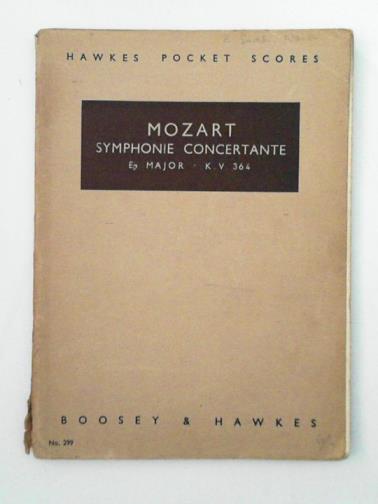 HAWKES POCKET SCORES
MOZART
SYMPHONIE CONCERTANTE
E♭ MAJOR · K.V 364
BOOSEY & HAWKES
No. 299